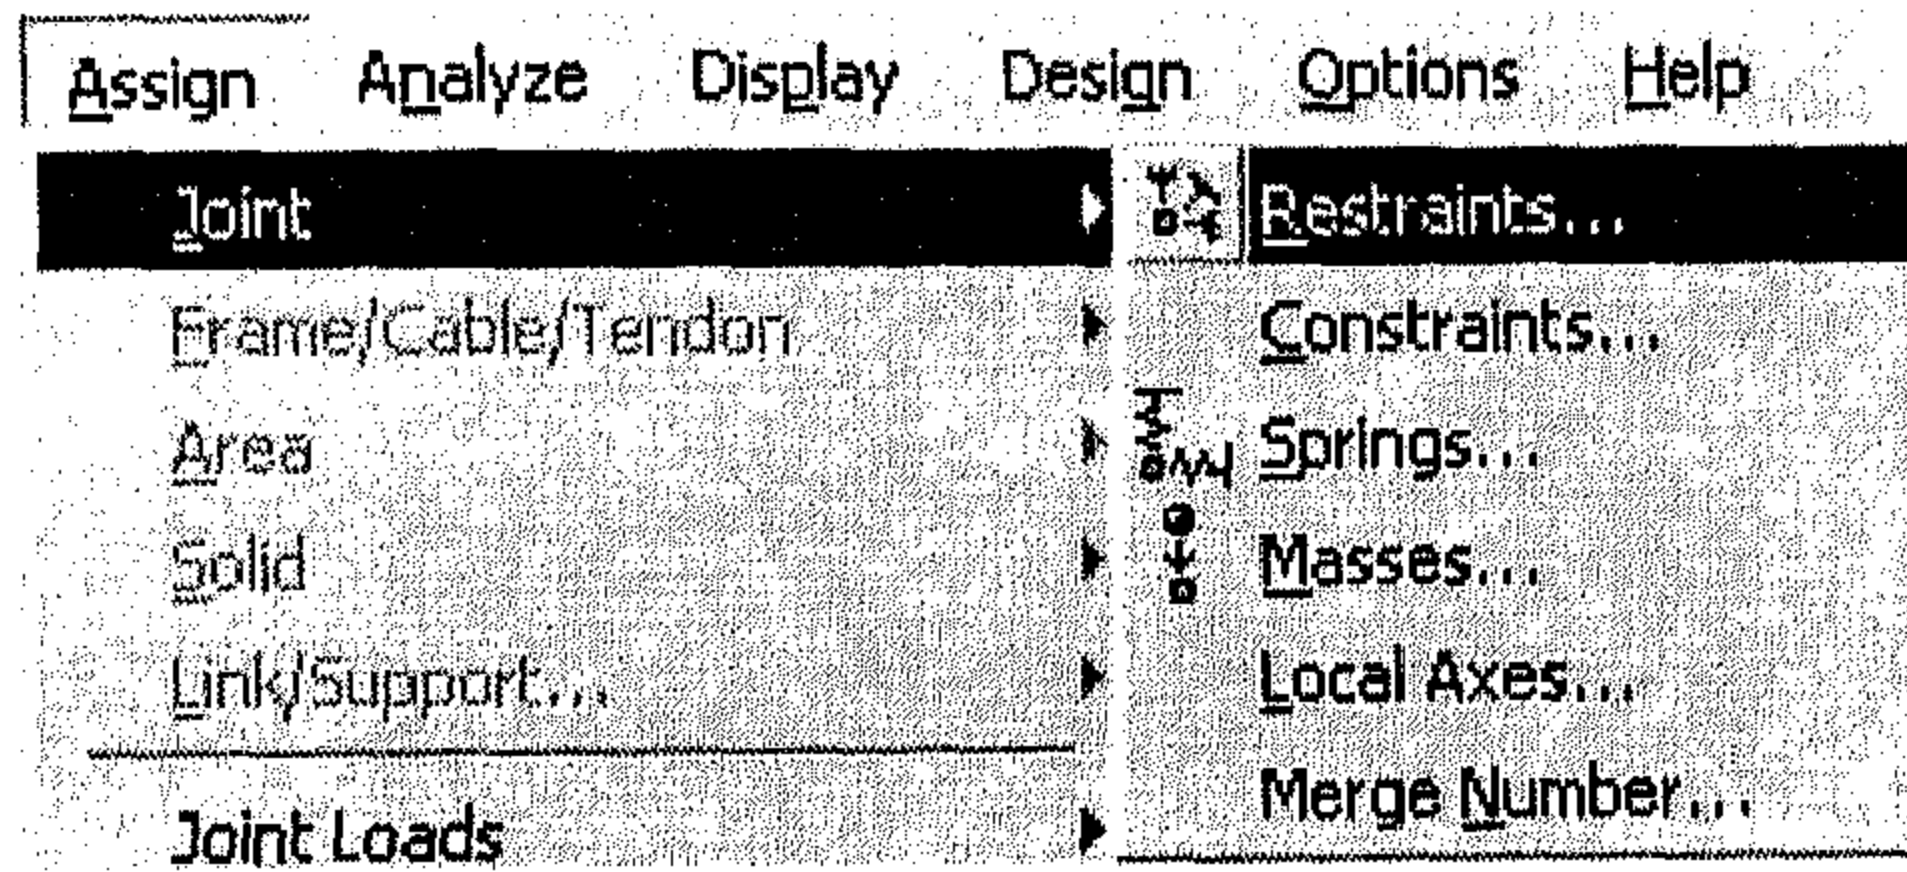 Assign Analyze Display Design Options Help
Joint Restraints...
Frame/Cable/Tendon Constraints...
Area Springs...
Solid Masses...
Link/Support... Local Axes...
Merge Number...
Joint Loads